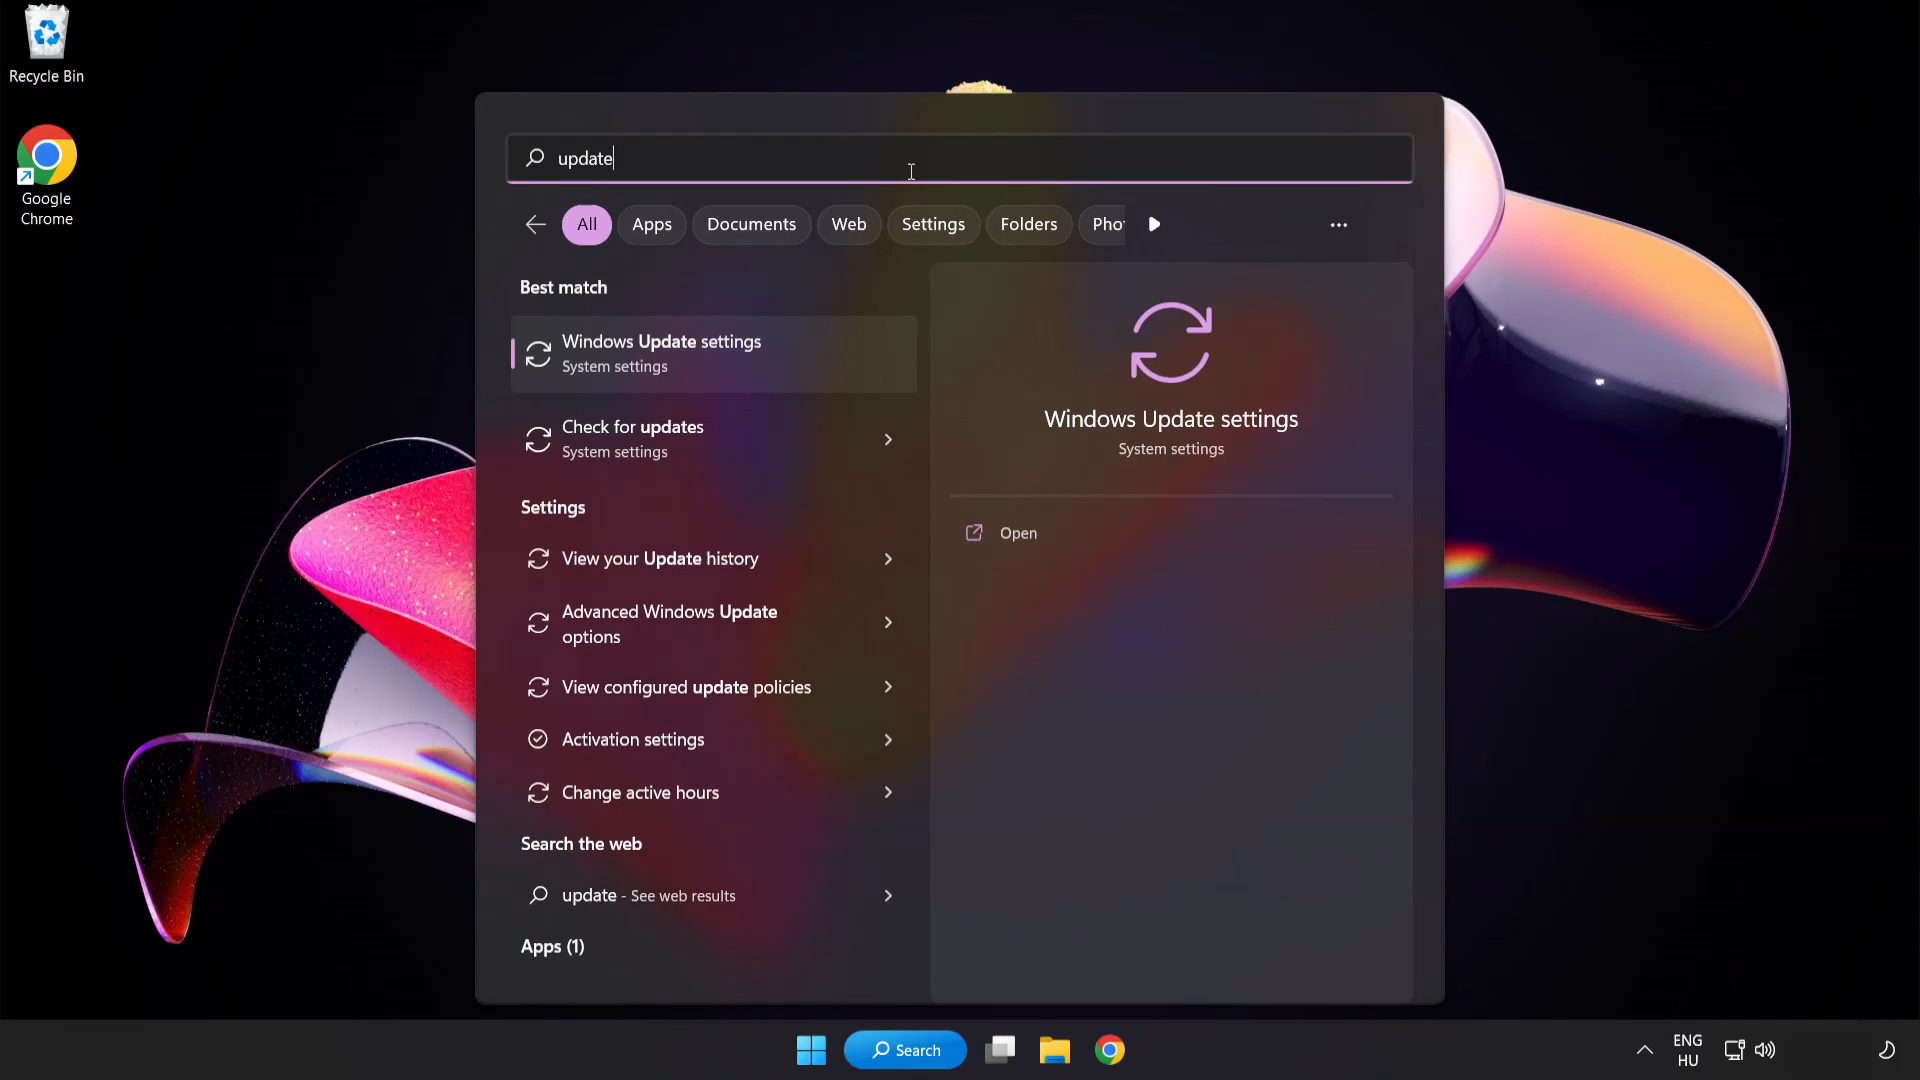 Recycle Bin
Google
Chrome
update
All
Apps
Documents
Web
Settings
Folders
Pho
Best match
Windows Update settings
System settings
Check for updates
System settings
Settings
View your Update history
Advanced Windows Update
options
View configured update policies
Activation settings
Change active hours
Search the web
update - See web results
Apps (1)
Windows Update settings
System settings
Open
Search
ENG
HU